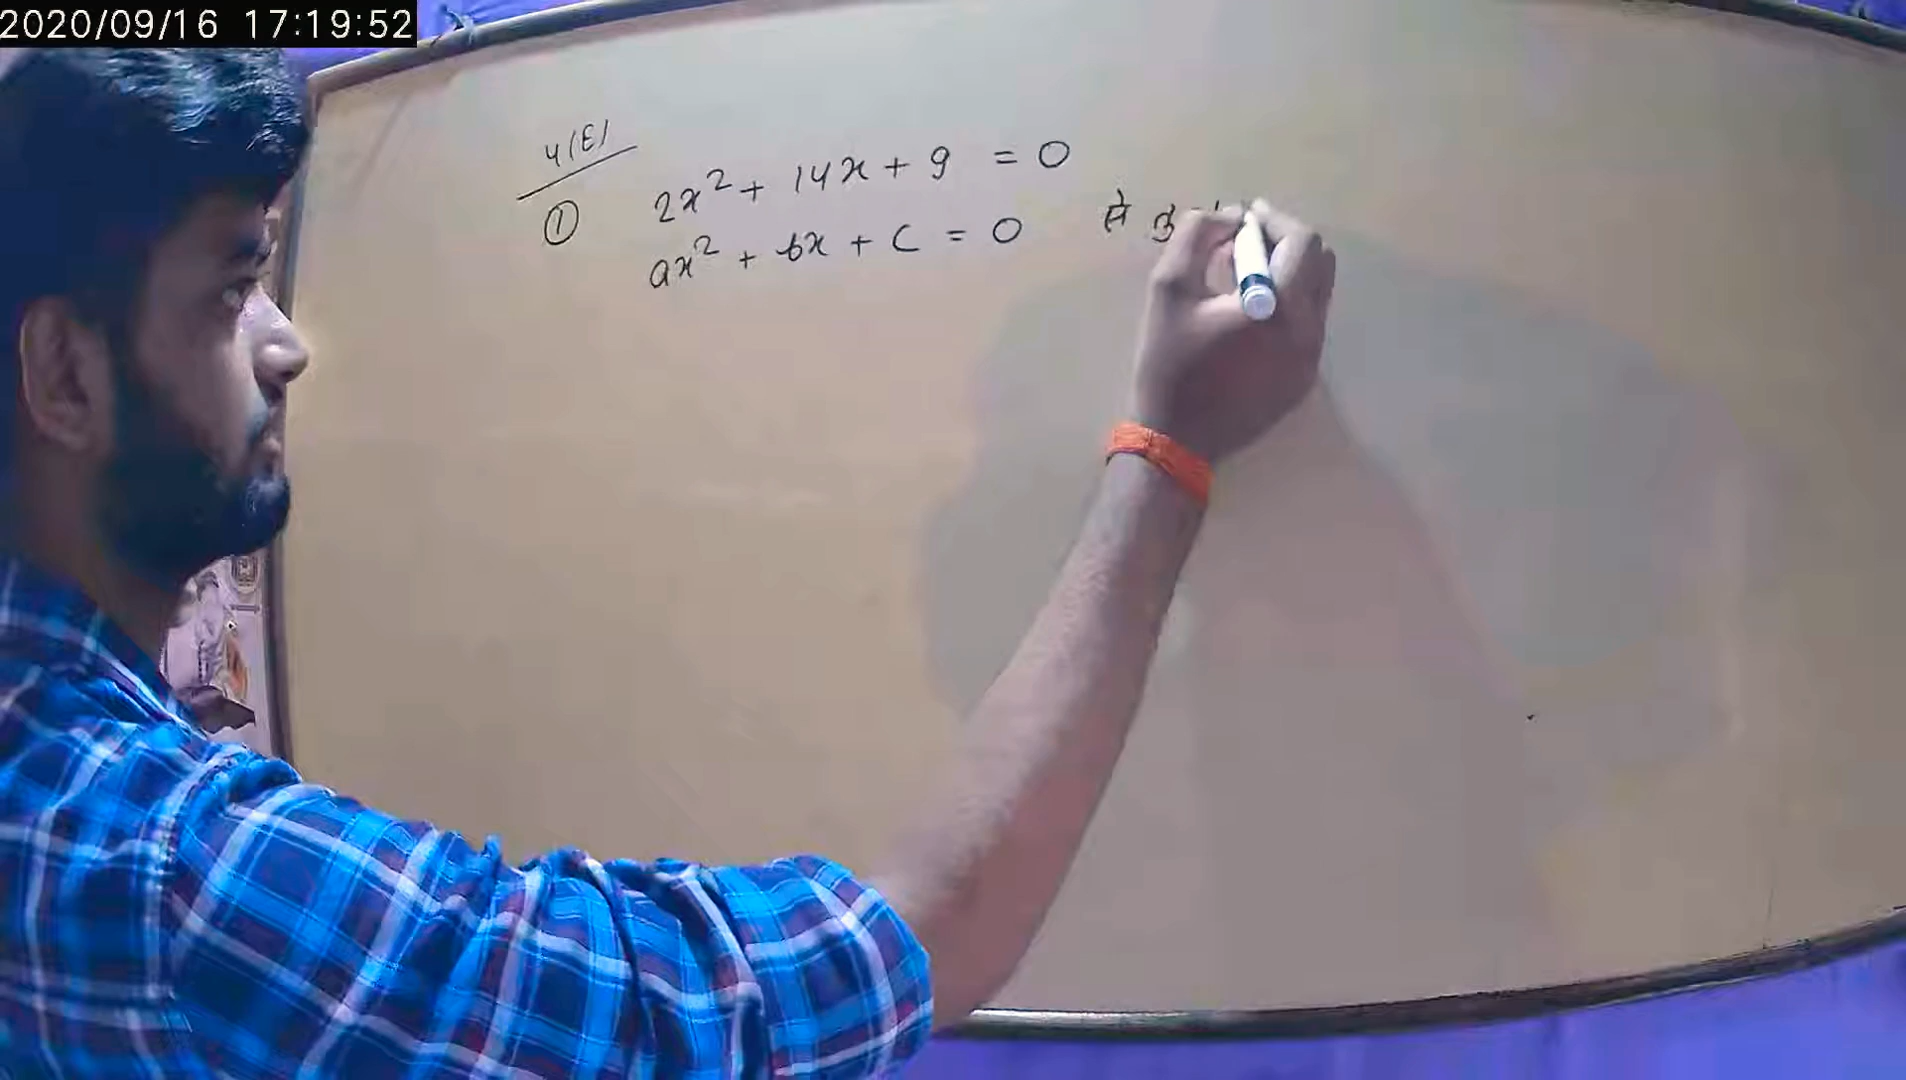 2020/09/16 17:19:52
4(E)
① 2x² + 14x + 9 = 0
ax² + bx + c = 0 से